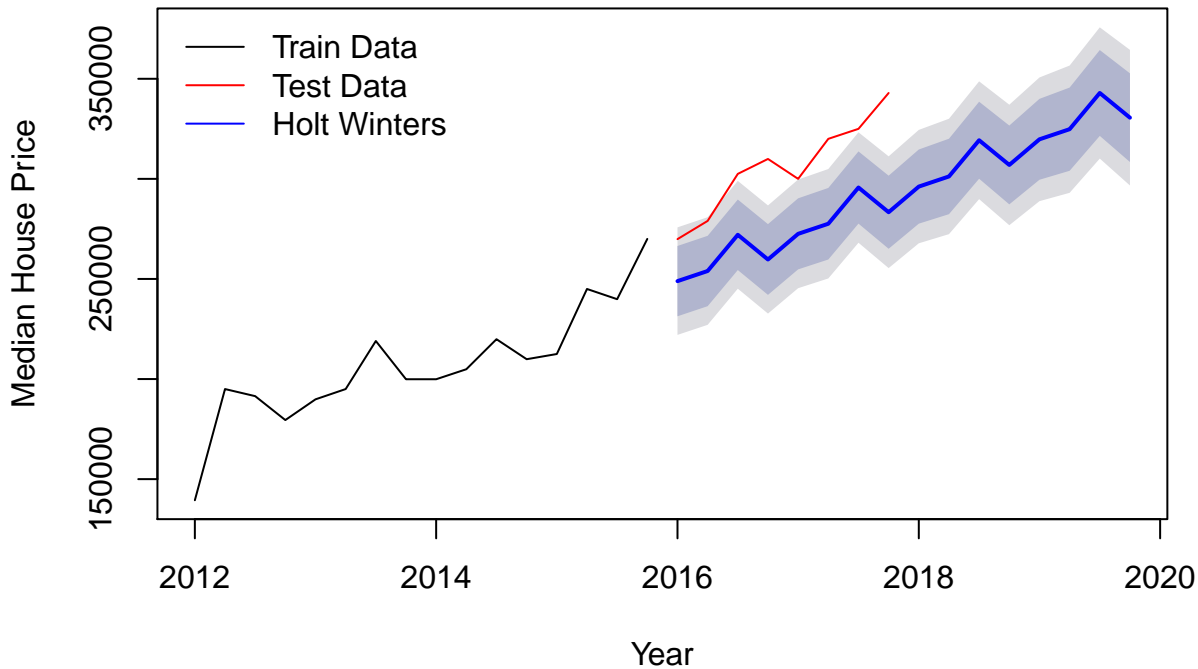 Train Data
Test Data
Holt Winters
Median House Price
350000
250000
150000
2012 2014 2016 2018 2020
Year